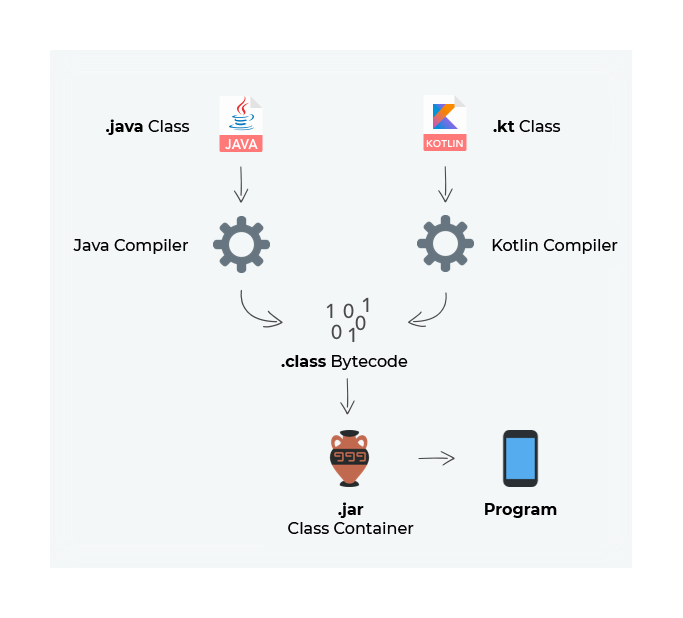 .java Class
JAVA
KOTLIN
.kt Class
Java Compiler
Kotlin Compiler
1 0 1
0 1 0
.class Bytecode
.jar
Class Container
Program